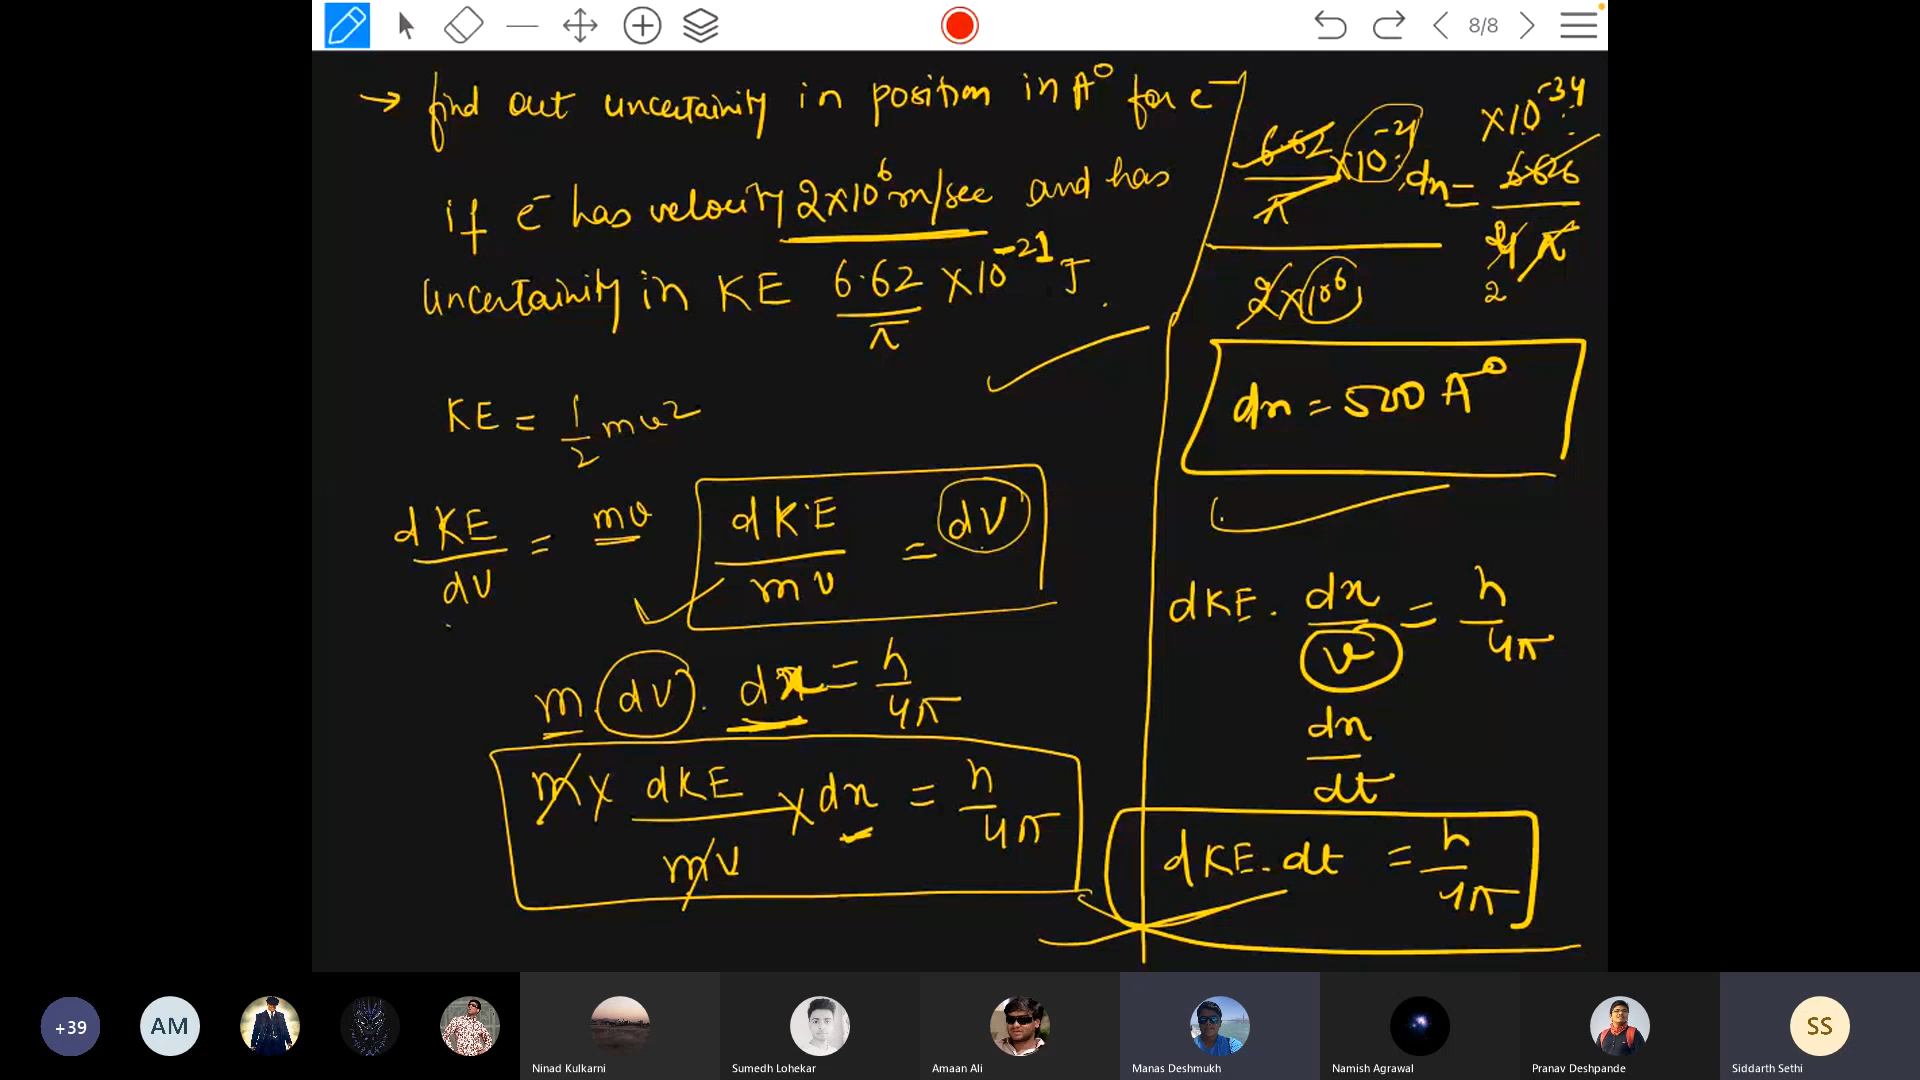 8/8
→ find out uncertainity in position in A° for e⁻
if e⁻ has velocity 2×10⁶ m/sec and has
uncertainity in KE 6.62/π ×10⁻²¹ J.
KE = 1/2 mv²
dKE/dv = mv
dK.E/mv = dV
m dV . dx = h/4π
m × dKE/mv × dx = h/4π
6.62/π ×10⁻²¹ / 2×10⁶ . dx = 6.626 ×10⁻³⁴ / 4π
2
dx = 500 A°
dKE . dx/v = h/4π
dx/dt
dKE . dt = h/4π
+39
AM
Ninad Kulkarni
Sumedh Lohekar
Amaan Ali
Manas Deshmukh
Namish Agrawal
Pranav Deshpande
SS
Siddarth Sethi